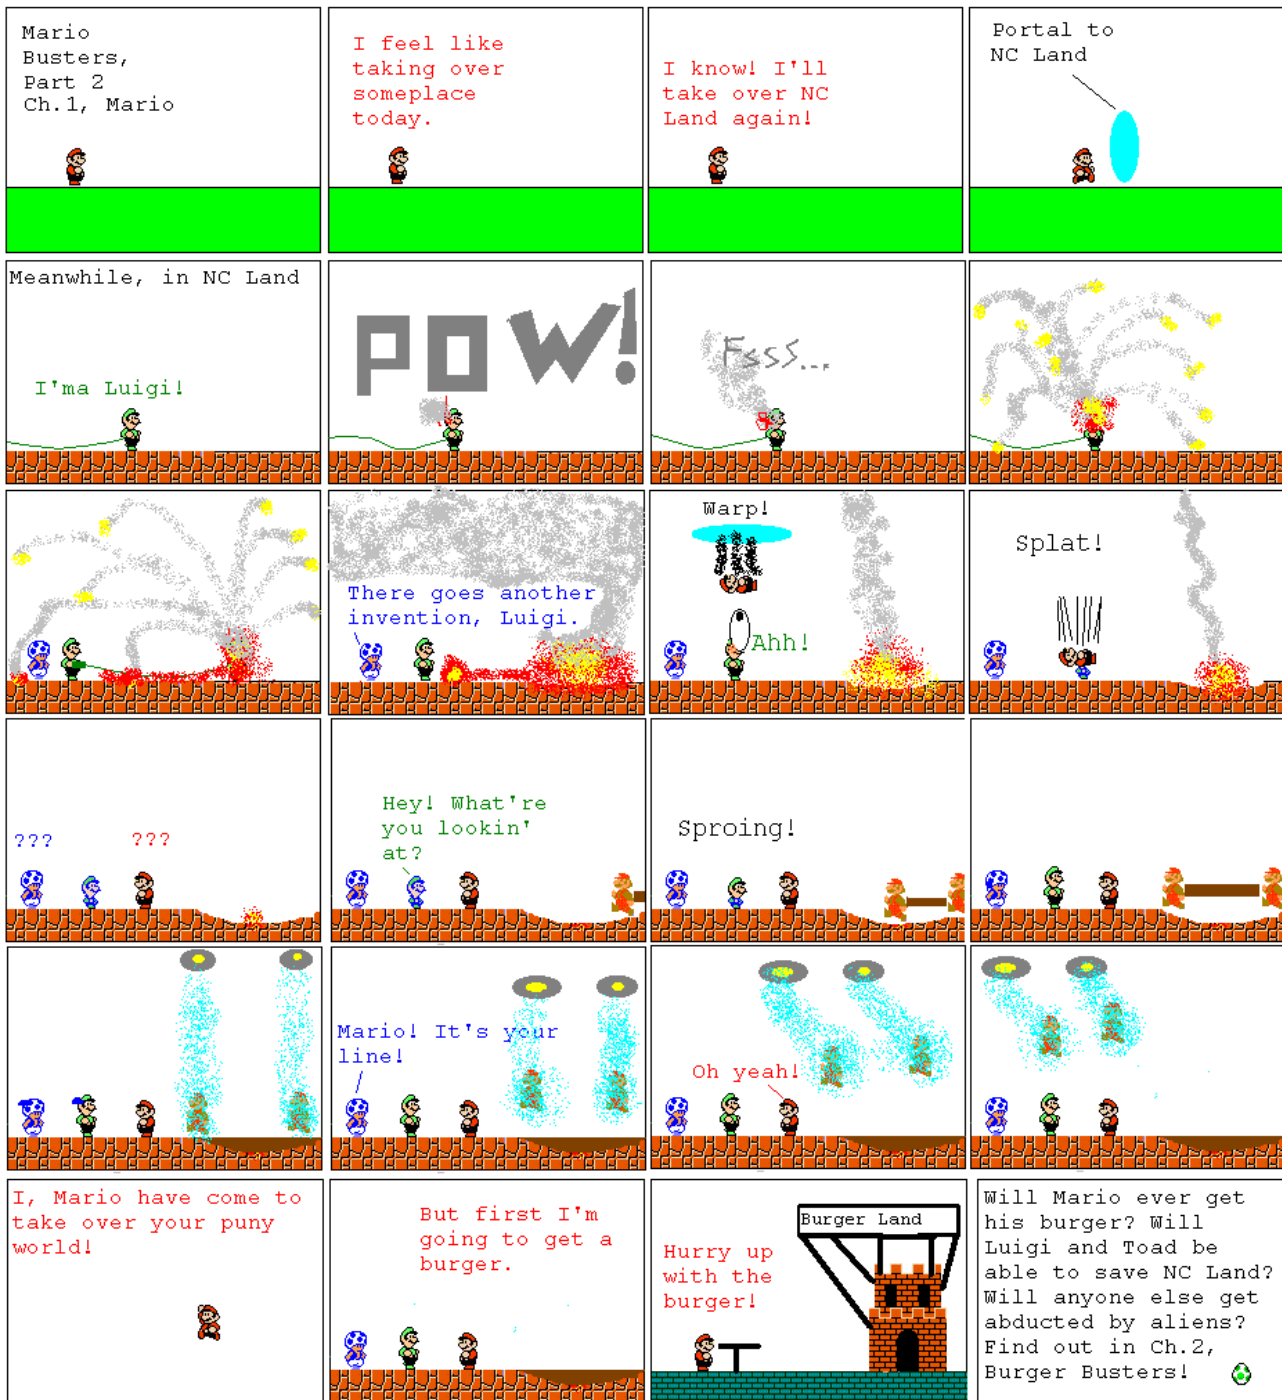 Mario
Busters,
Part 2
Ch.1, Mario
I feel like
taking over
someplace
today.
I know! I'll
take over NC
Land again!
Portal to
NC Land
Meanwhile, in NC Land
I'ma Luigi!
POW!
Fsss...
There goes another
invention, Luigi.
Warp!
Ahh!
Splat!
???
???
Hey! What're
you lookin'
at?
Sproing!
Mario! It's your
line!
Oh yeah!
I, Mario have come to
take over your puny
world!
But first I'm
going to get a
burger.
Hurry up
with the
burger!
Burger Land
Will Mario ever get
his burger? Will
Luigi and Toad be
able to save NC Land?
Will anyone else get
abducted by aliens?
Find out in Ch.2,
Burger Busters!